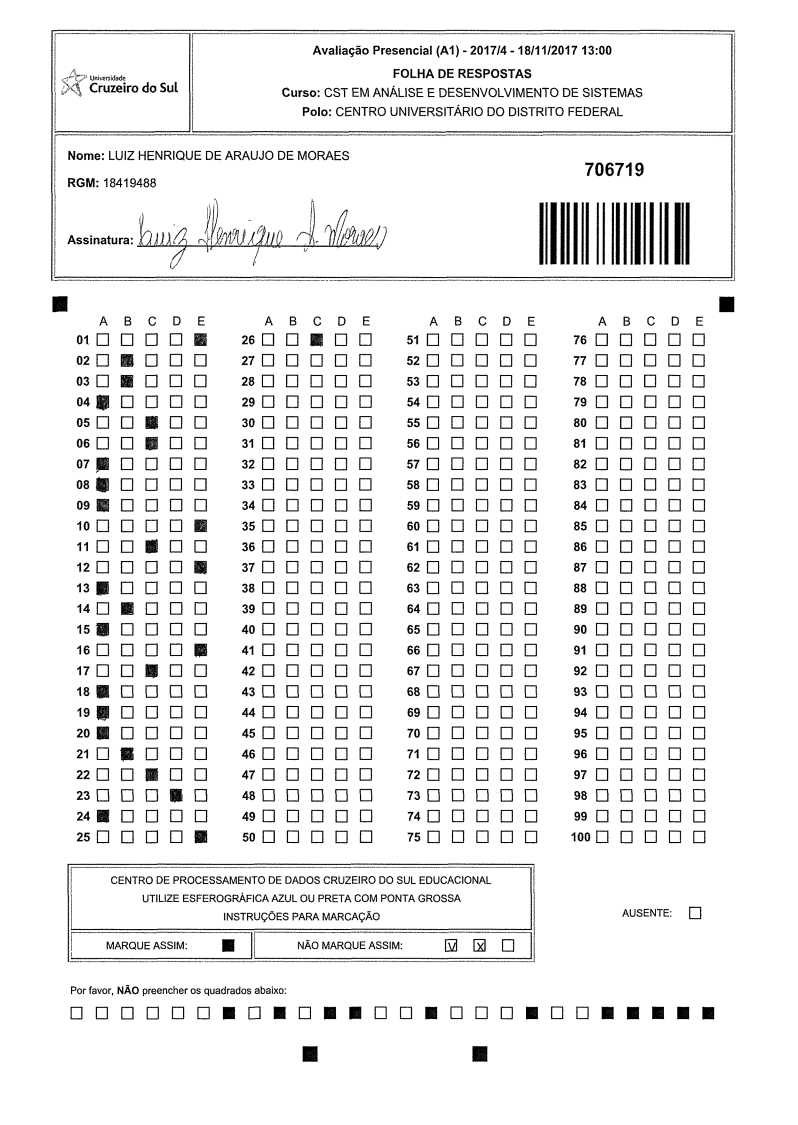 Universidade
Cruzeiro do Sul
Avaliação Presencial (A1) - 2017/4 - 18/11/2017 13:00
FOLHA DE RESPOSTAS
Curso: CST EM ANÁLISE E DESENVOLVIMENTO DE SISTEMAS
Polo: CENTRO UNIVERSITÁRIO DO DISTRITO FEDERAL
Nome: LUIZ HENRIQUE DE ARAUJO DE MORAES
706719
RGM: 18419488
Assinatura: Luiz Henrique A. Moraes
A B C D E A B C D E A B C D E A B C D E
01 26 51 76
02 27 52 77
03 28 53 78
04 29 54 79
05 30 55 80
06 31 56 81
07 32 57 82
08 33 58 83
09 34 59 84
10 35 60 85
11 36 61 86
12 37 62 87
13 38 63 88
14 39 64 89
15 40 65 90
16 41 66 91
17 42 67 92
18 43 68 93
19 44 69 94
20 45 70 95
21 46 71 96
22 47 72 97
23 48 73 98
24 49 74 99
25 50 75 100
CENTRO DE PROCESSAMENTO DE DADOS CRUZEIRO DO SUL EDUCACIONAL
UTILIZE ESFEROGRÁFICA AZUL OU PRETA COM PONTA GROSSA
INSTRUÇÕES PARA MARCAÇÃO
AUSENTE:
MARQUE ASSIM: NÃO MARQUE ASSIM: V X
Por favor, NÃO preencher os quadrados abaixo: